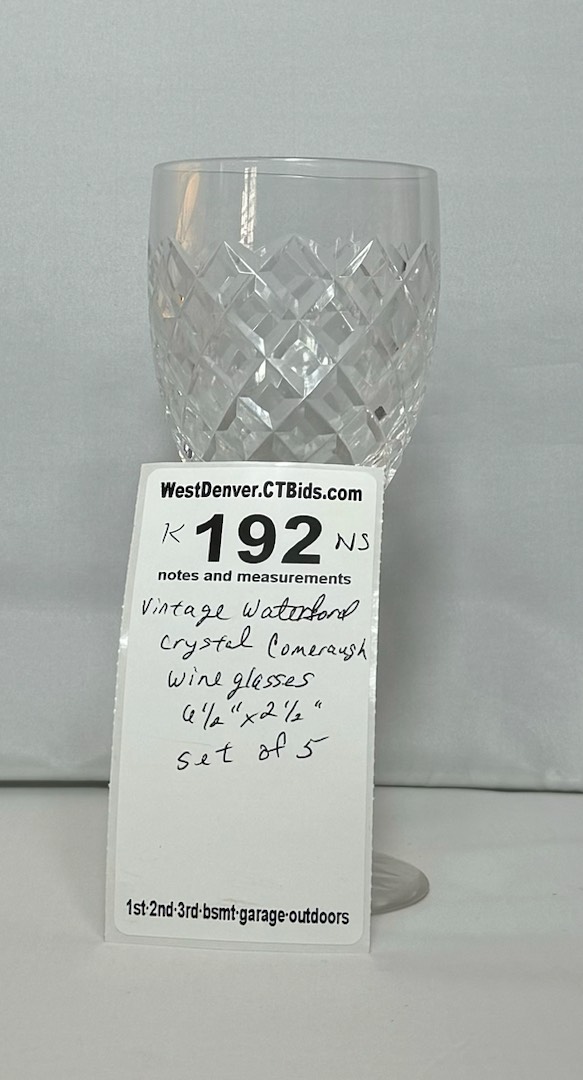 WestDenver.CTBids.com
K 192 NS
notes and measurements
Vintage Waterford
Crystal Comeraugh
wine glasses
6 1/2" x 2 1/2"
set of 5
1st·2nd·3rd·bsmt·garage·outdoors